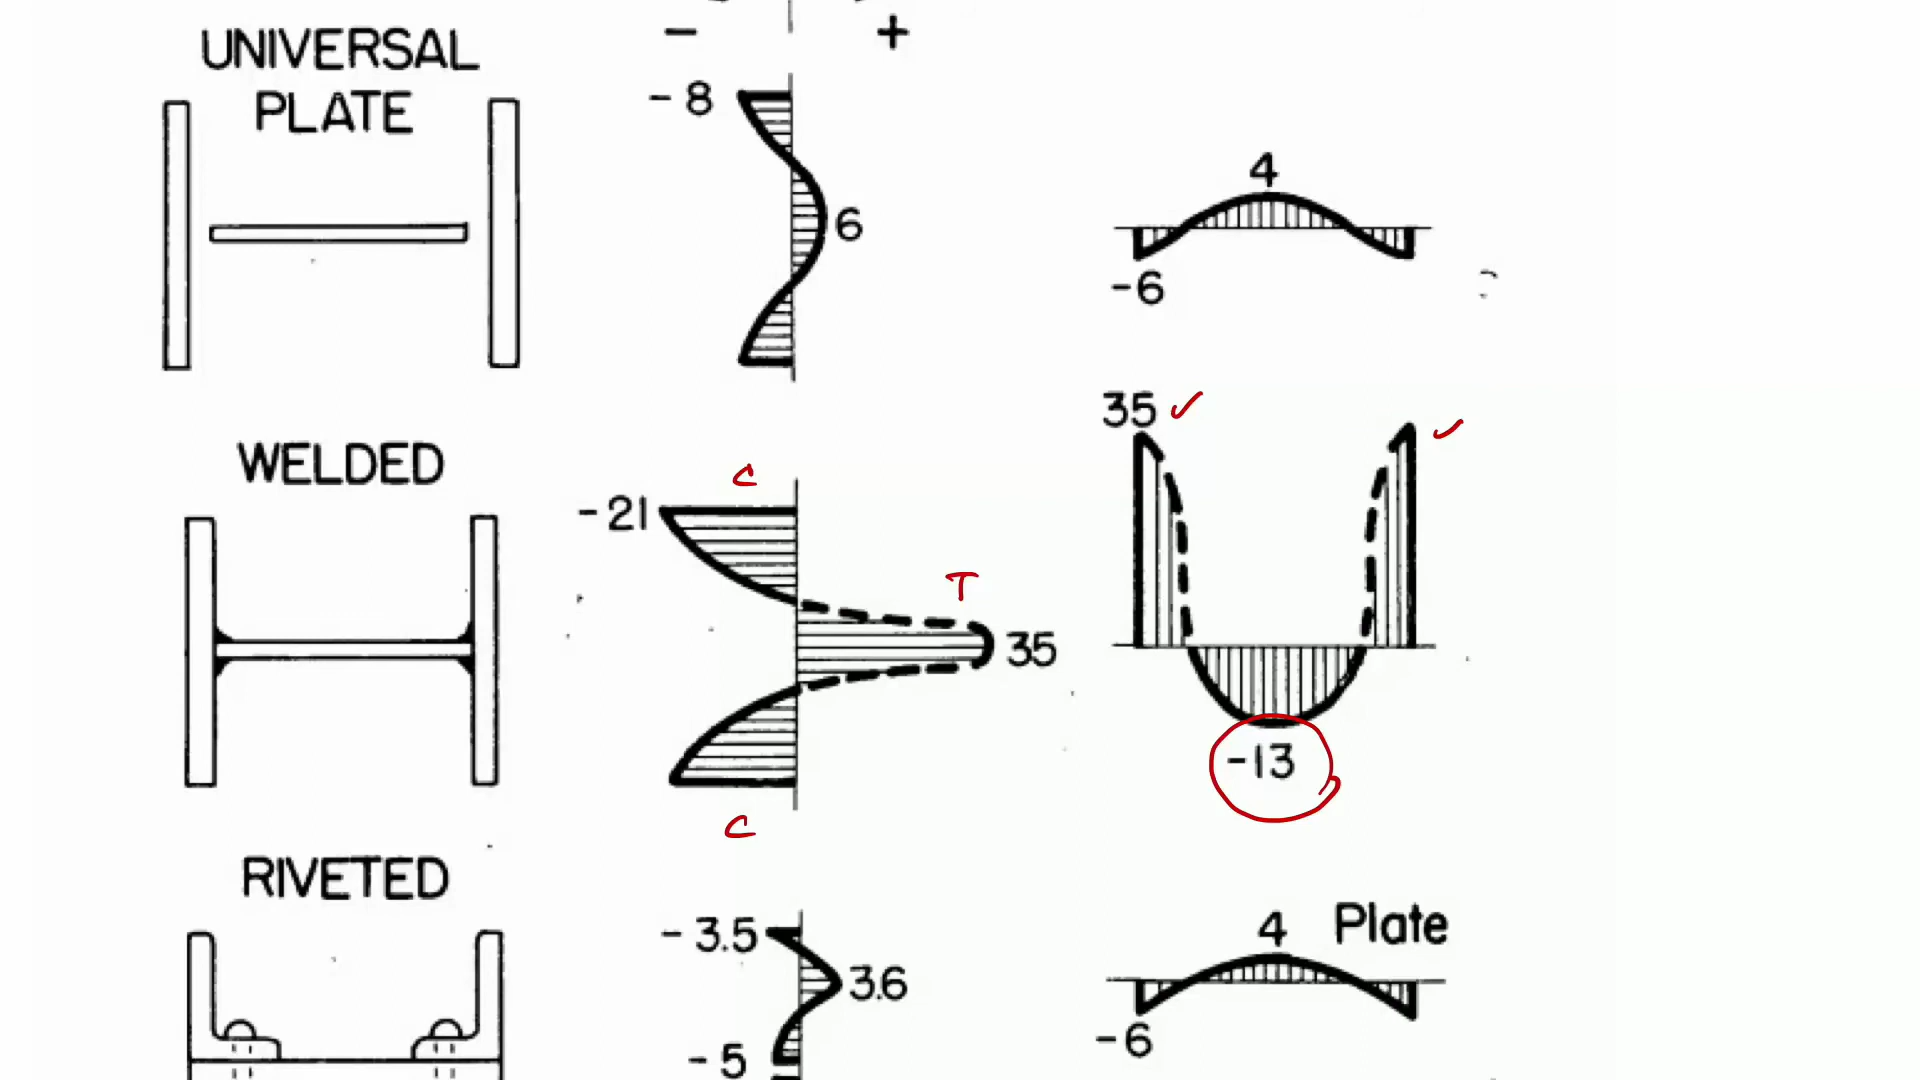 UNIVERSAL
PLATE
- +
- 8
6
4
-6
WELDED
C
- 21
T
35
C
35 ✓
✓
-13
RIVETED
- 3.5
3.6
- 5
4 Plate
-6